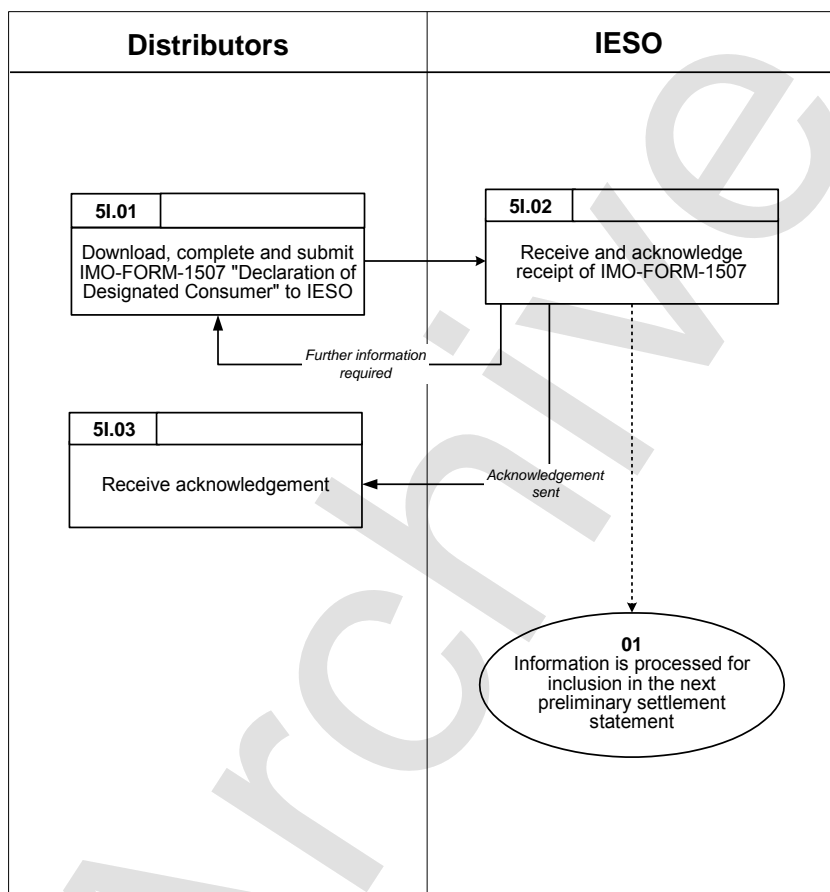 Distributors
IESO
5I.01
Download, complete and submit
IMO-FORM-1507 "Declaration of
Designated Consumer" to IESO
5I.02
Receive and acknowledge
receipt of IMO-FORM-1507
Further information
required
5I.03
Receive acknowledgement
Acknowledgement
sent
01
Information is processed for
inclusion in the next
preliminary settlement
statement
Archive